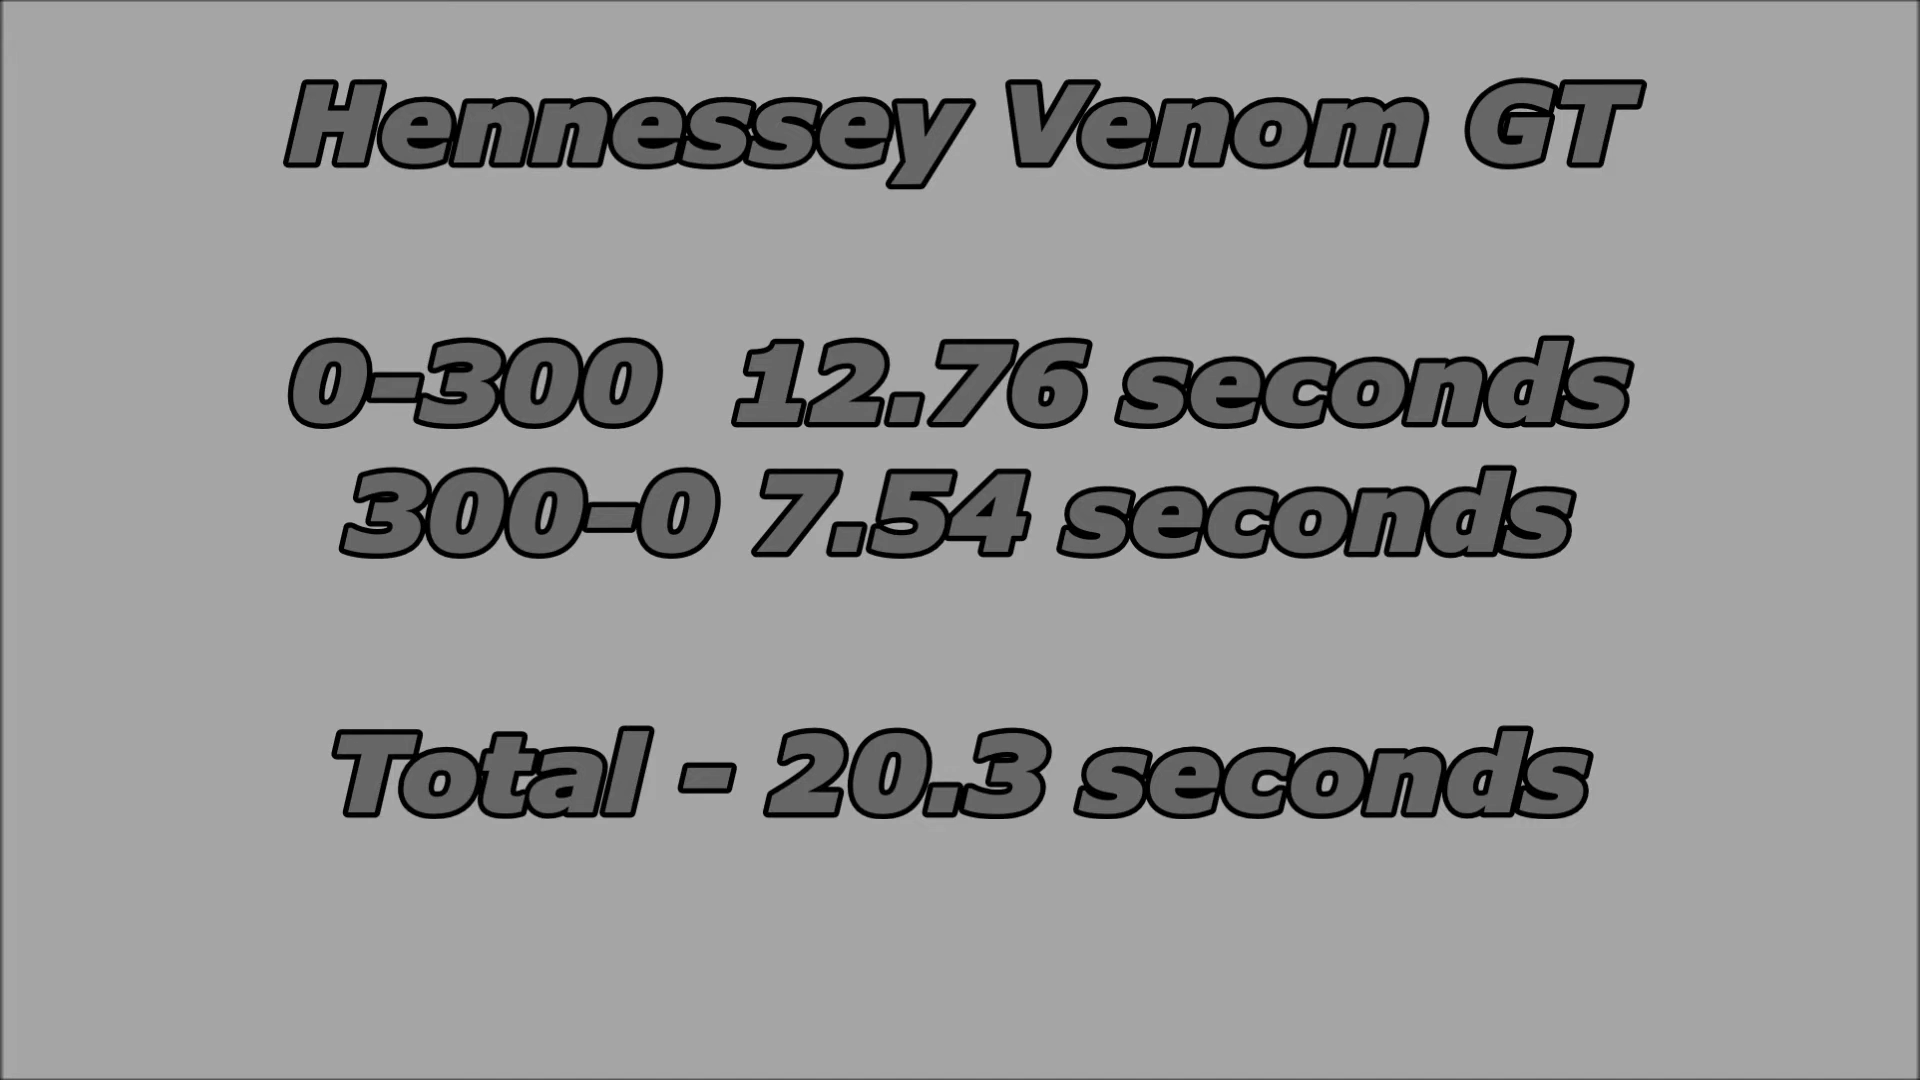 Hennessey Venom GT
0-300 12.76 seconds
300-0 7.54 seconds
Total - 20.3 seconds